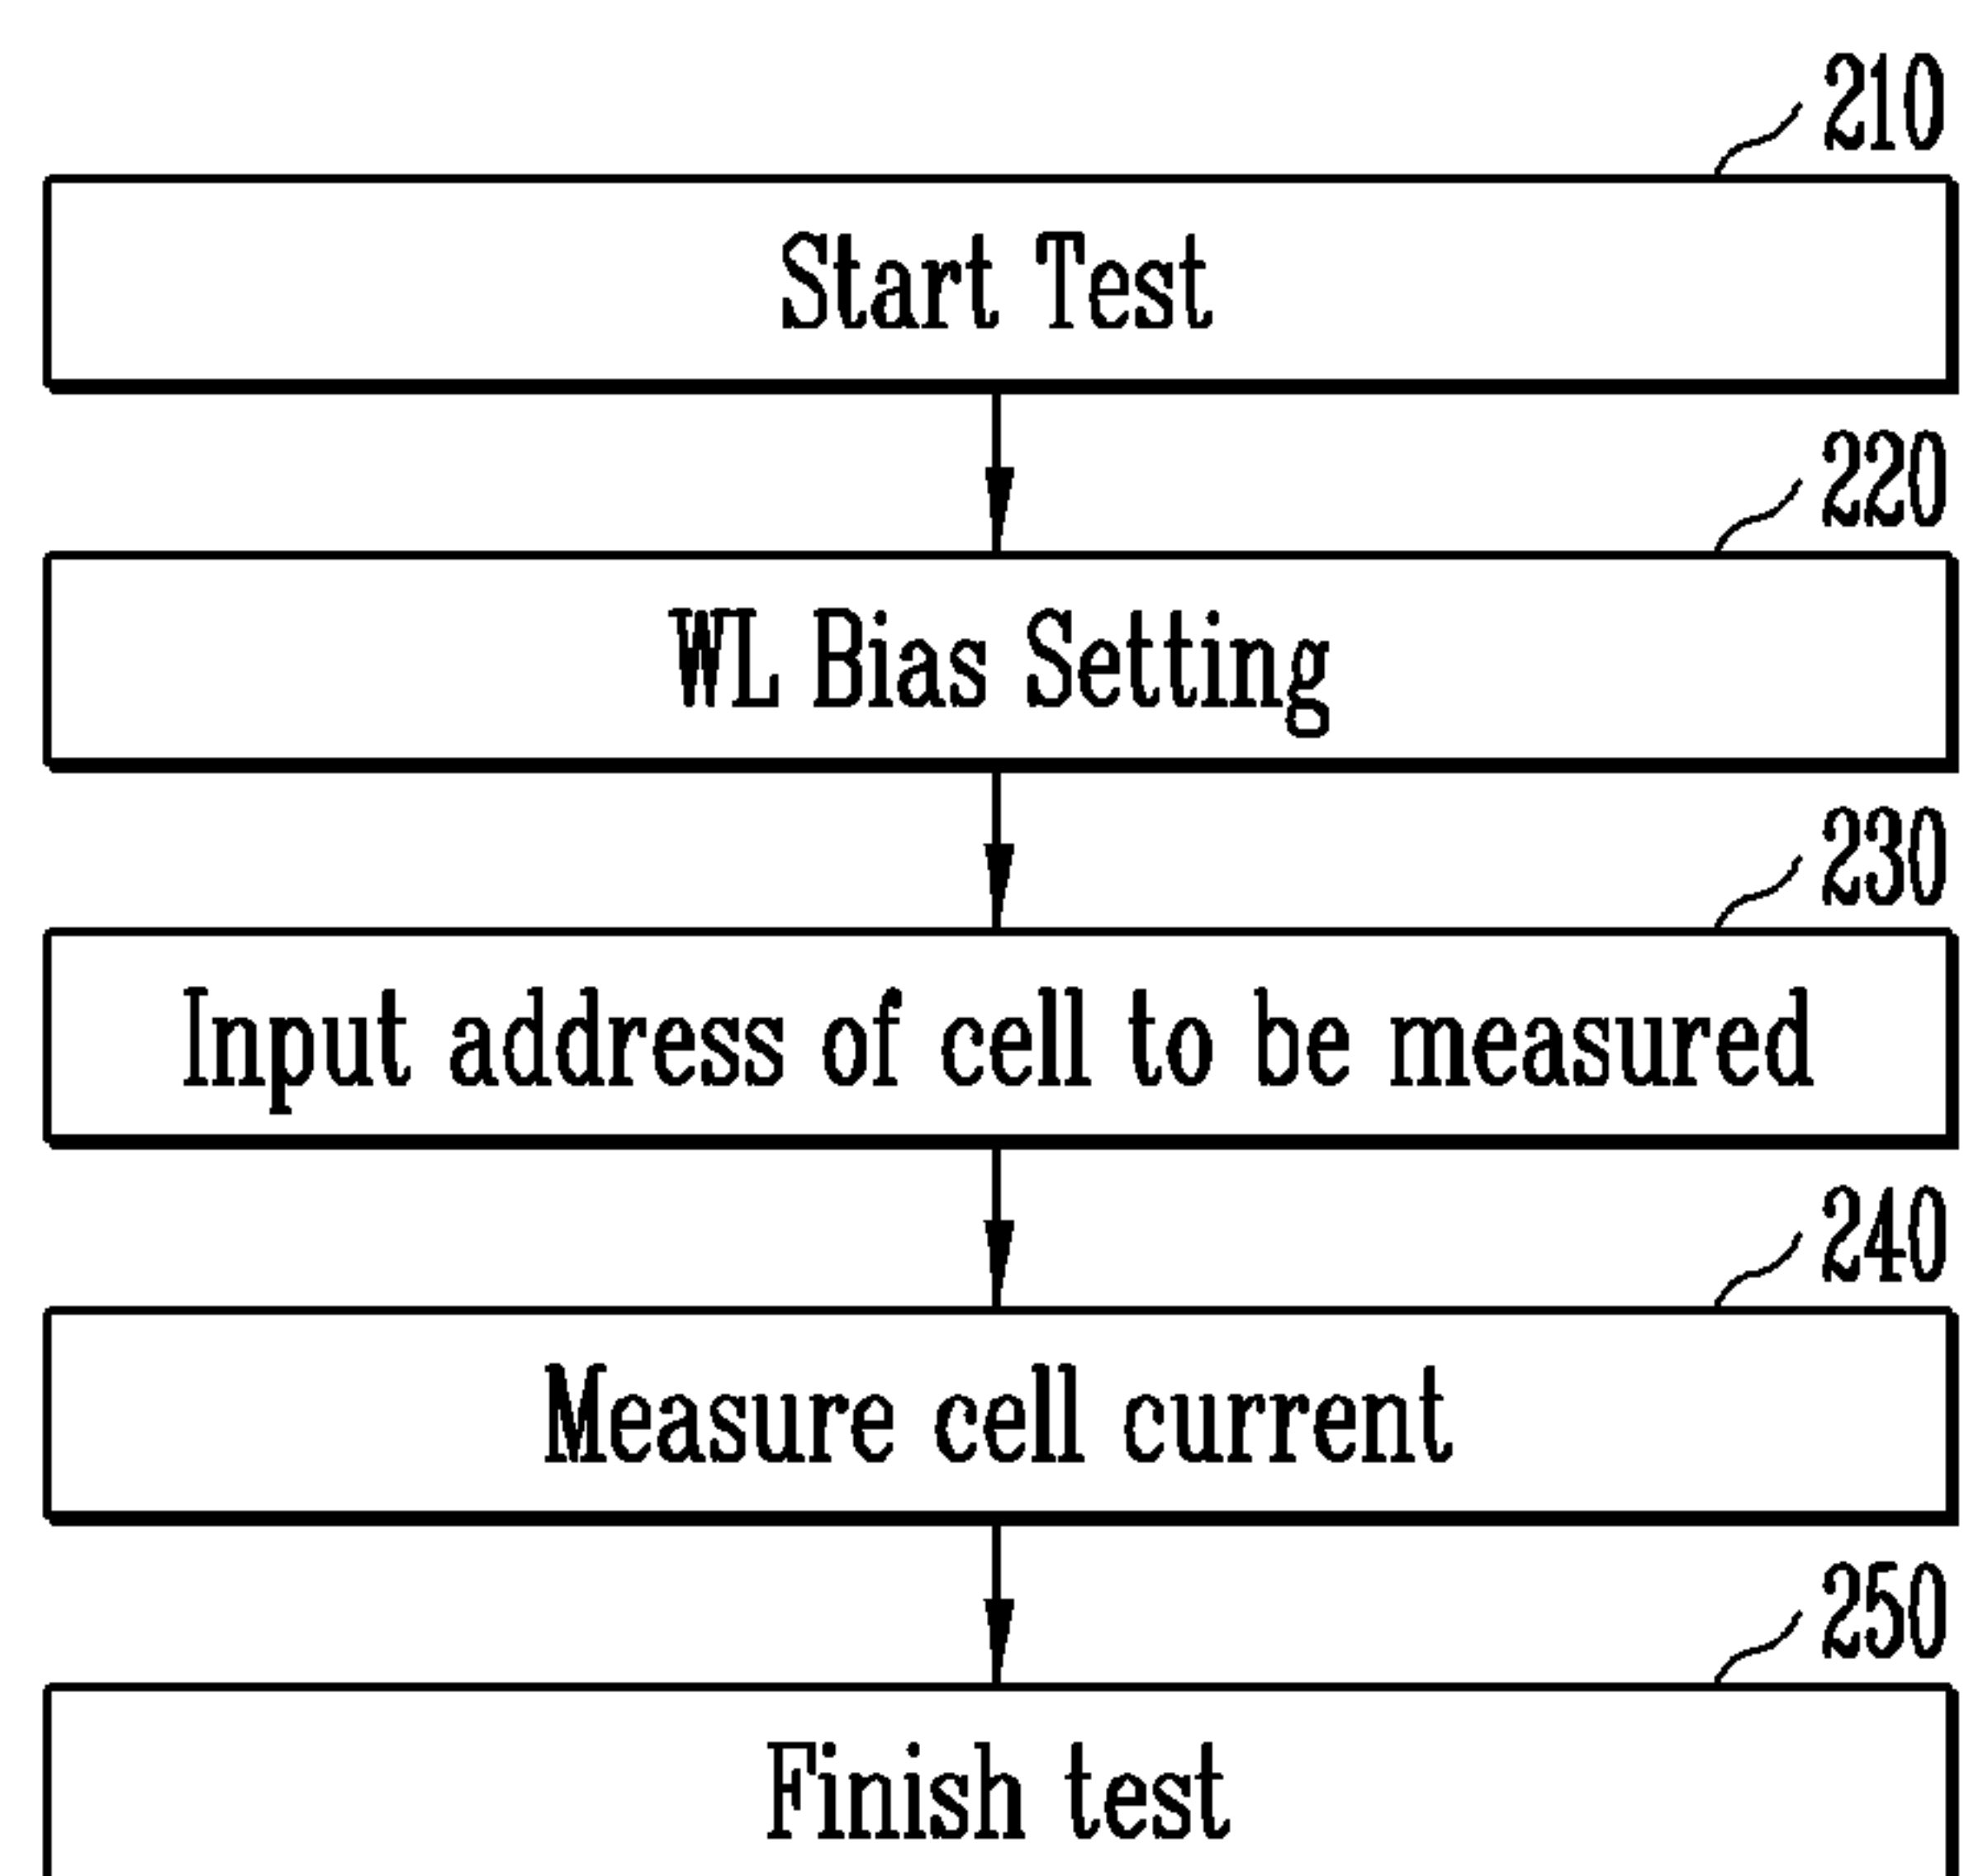 210
Start Test
220
WL Bias Setting
230
Input address of cell to be measured
240
Measure cell current
250
Finish test